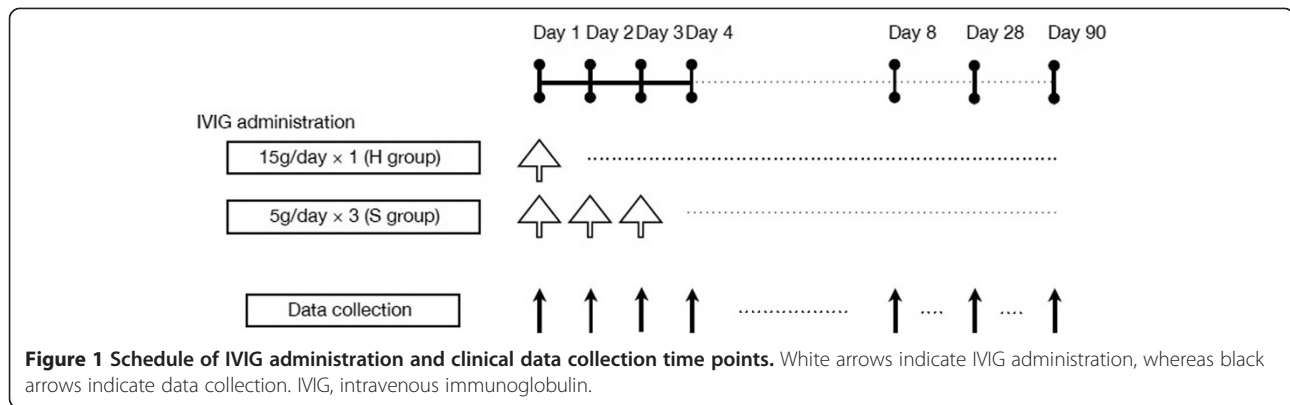 Day 1 Day 2 Day 3 Day 4 Day 8 Day 28 Day 90
IVIG administration
15g/day × 1 (H group)
5g/day × 3 (S group)
Data collection
Figure 1 Schedule of IVIG administration and clinical data collection time points. White arrows indicate IVIG administration, whereas black
arrows indicate data collection. IVIG, intravenous immunoglobulin.